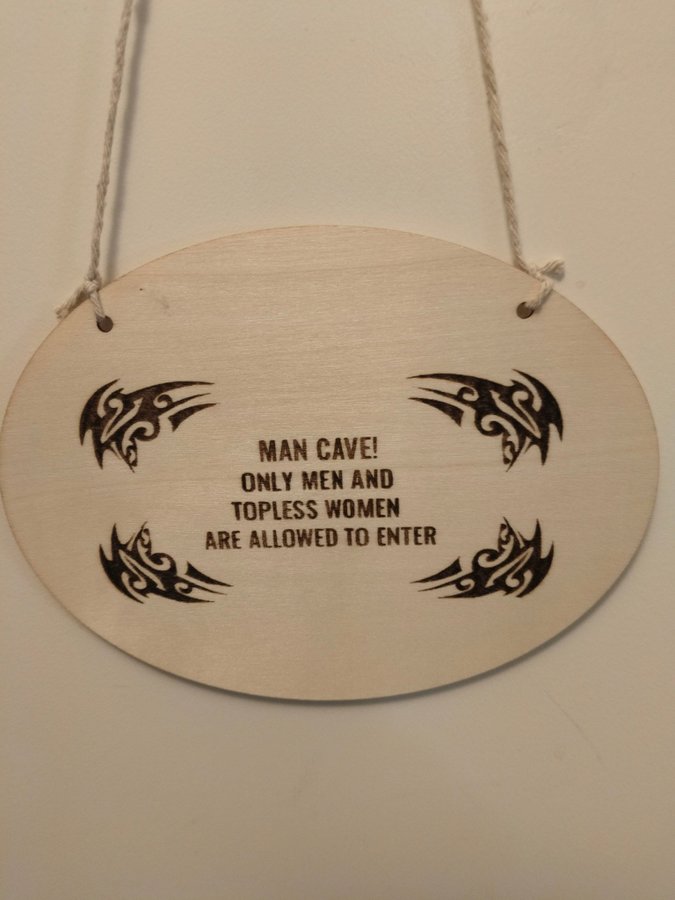 MAN CAVE!
ONLY MEN AND
TOPLESS WOMEN
ARE ALLOWED TO ENTER